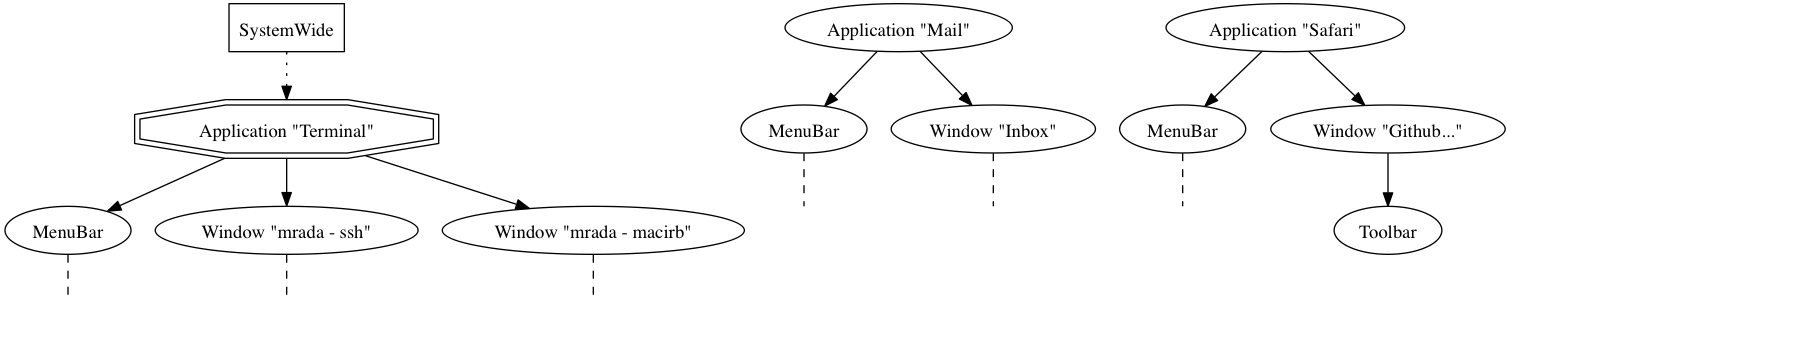 SystemWide
Application "Mail"
Application "Safari"
Application "Terminal"
MenuBar
Window "Inbox"
MenuBar
Window "Github..."
MenuBar
Window "mrada - ssh"
Window "mrada - macirb"
Toolbar